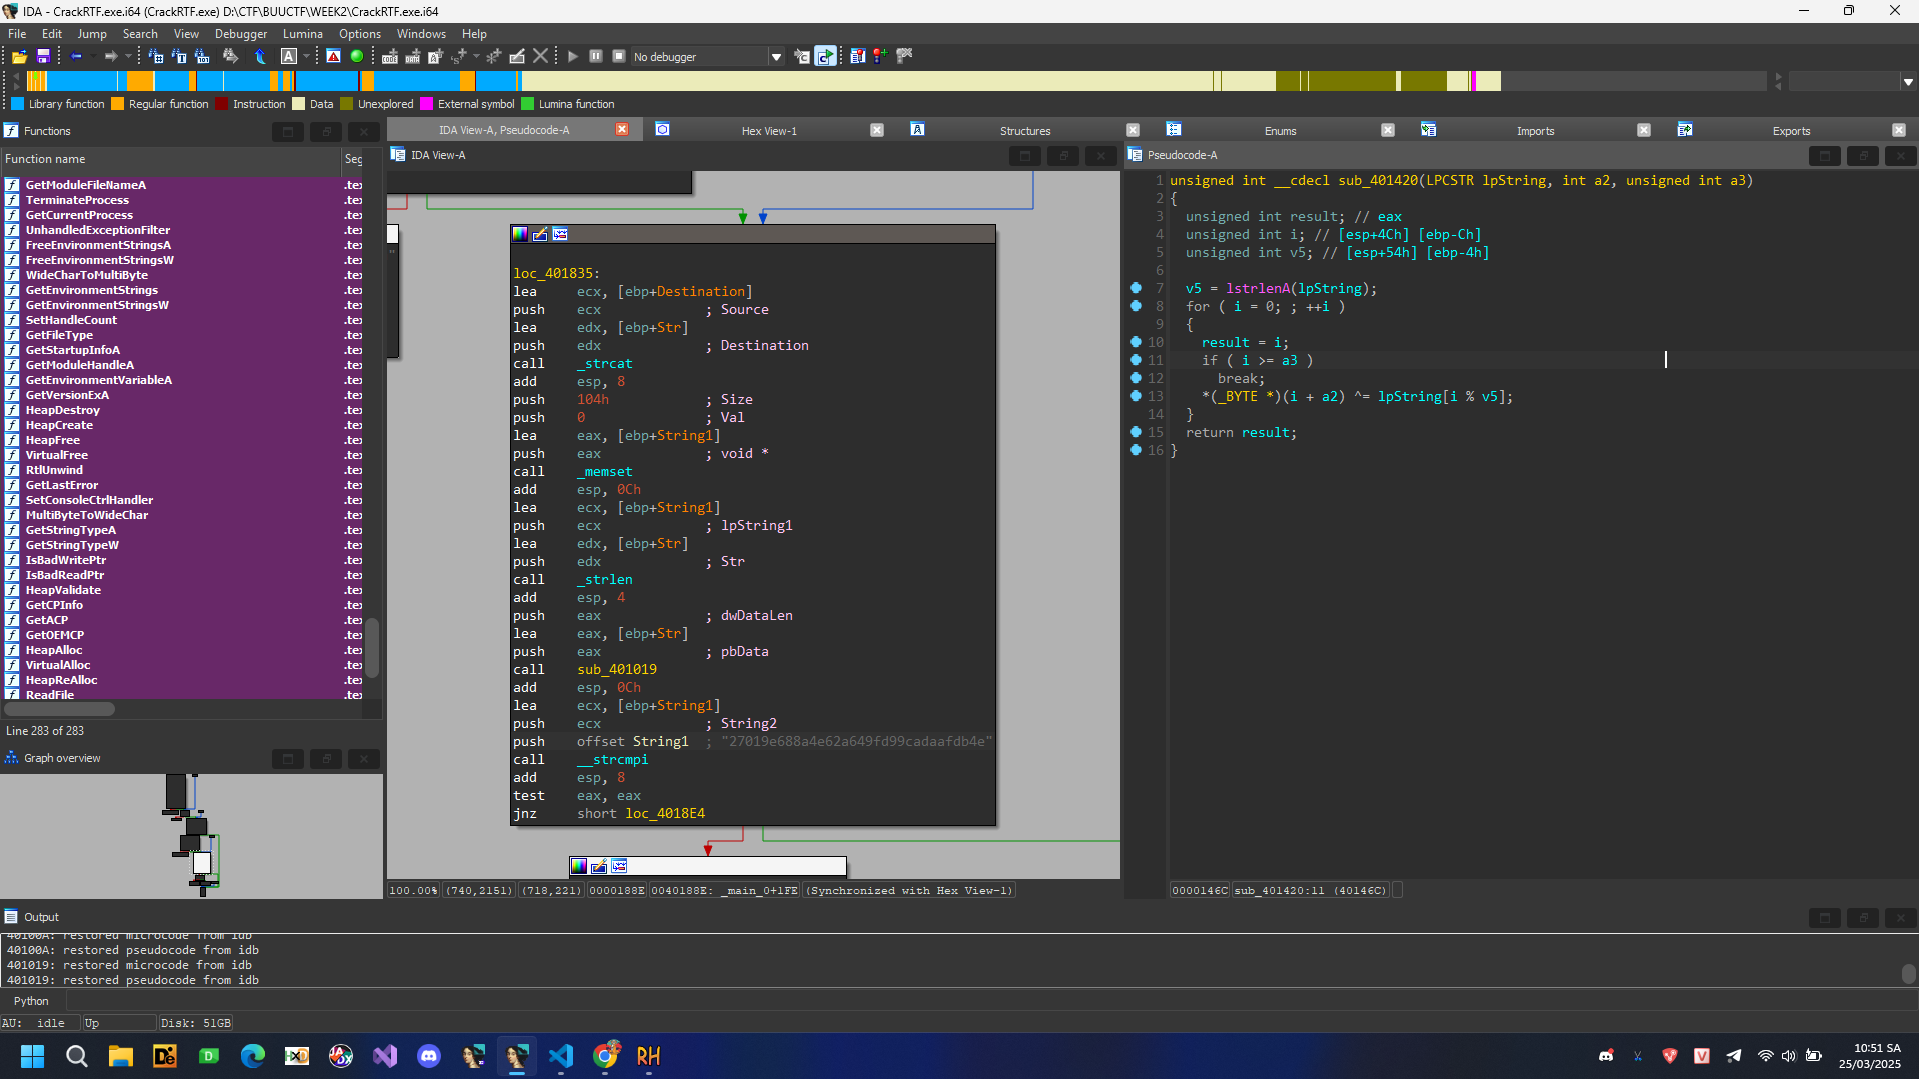 IDA - CrackRTF.exe.i64 (CrackRTF.exe) D:\CTF\BUUCTF\WEEK2\CrackRTF.exe.i64
File Edit Jump Search View Debugger Lumina Options Windows Help
No debugger
Library function Regular function Instruction Data Unexplored External symbol Lumina function
Functions
IDA View-A, Pseudocode-A Hex View-1 Structures Enums Imports Exports
Function name Seg
IDA View-A
Pseudocode-A
GetModuleFileNameA .tex
TerminateProcess .tex
GetCurrentProcess .tex
UnhandledExceptionFilter .tex
FreeEnvironmentStringsA .tex
FreeEnvironmentStringsW .tex
WideCharToMultiByte .tex
GetEnvironmentStrings .tex
GetEnvironmentStringsW .tex
SetHandleCount .tex
GetFileType .tex
GetStartupInfoA .tex
GetModuleHandleA .tex
GetEnvironmentVariableA .tex
GetVersionExA .tex
HeapDestroy .tex
HeapCreate .tex
HeapFree .tex
VirtualFree .tex
RtlUnwind .tex
GetLastError .tex
SetConsoleCtrlHandler .tex
MultiByteToWideChar .tex
GetStringTypeA .tex
GetStringTypeW .tex
IsBadWritePtr .tex
IsBadReadPtr .tex
HeapValidate .tex
GetCPInfo .tex
GetACP .tex
GetOEMCP .tex
HeapAlloc .tex
VirtualAlloc .tex
HeapReAlloc .tex
ReadFile .tex
Line 283 of 283
Graph overview
loc_401835:
lea ecx, [ebp+Destination]
push ecx ; Source
lea edx, [ebp+Str]
push edx ; Destination
call _strcat
add esp, 8
push 104h ; Size
push 0 ; Val
lea eax, [ebp+String1]
push eax ; void *
call _memset
add esp, 0Ch
lea ecx, [ebp+String1]
push ecx ; lpString1
lea edx, [ebp+Str]
push edx ; Str
call _strlen
add esp, 4
push eax ; dwDataLen
lea eax, [ebp+Str]
push eax ; pbData
call sub_401019
add esp, 0Ch
lea ecx, [ebp+String1]
push ecx ; String2
push offset String1 ; "27019e688a4e62a649fd99cadaafdb4e"
call __strcmpi
add esp, 8
test eax, eax
jnz short loc_4018E4
100.00% (740,2151) (718,221) 0000188E 0040188E: _main_0+1FE (Synchronized with Hex View-1)
1 unsigned int __cdecl sub_401420(LPCSTR lpString, int a2, unsigned int a3)
2 {
3 unsigned int result; // eax
4 unsigned int i; // [esp+4Ch] [ebp-Ch]
5 unsigned int v5; // [esp+54h] [ebp-4h]
6
7 v5 = lstrlenA(lpString);
8 for ( i = 0; ; ++i )
9 {
10 result = i;
11 if ( i >= a3 )
12 break;
13 *(_BYTE *)(i + a2) ^= lpString[i % v5];
14 }
15 return result;
16 }
0000146C sub_401420:11 (40146C)
Output
40100A: restored microcode from idb
40100A: restored pseudocode from idb
401019: restored microcode from idb
401019: restored pseudocode from idb
Python
AU: idle Up Disk: 51GB
10:51 SA
25/03/2025